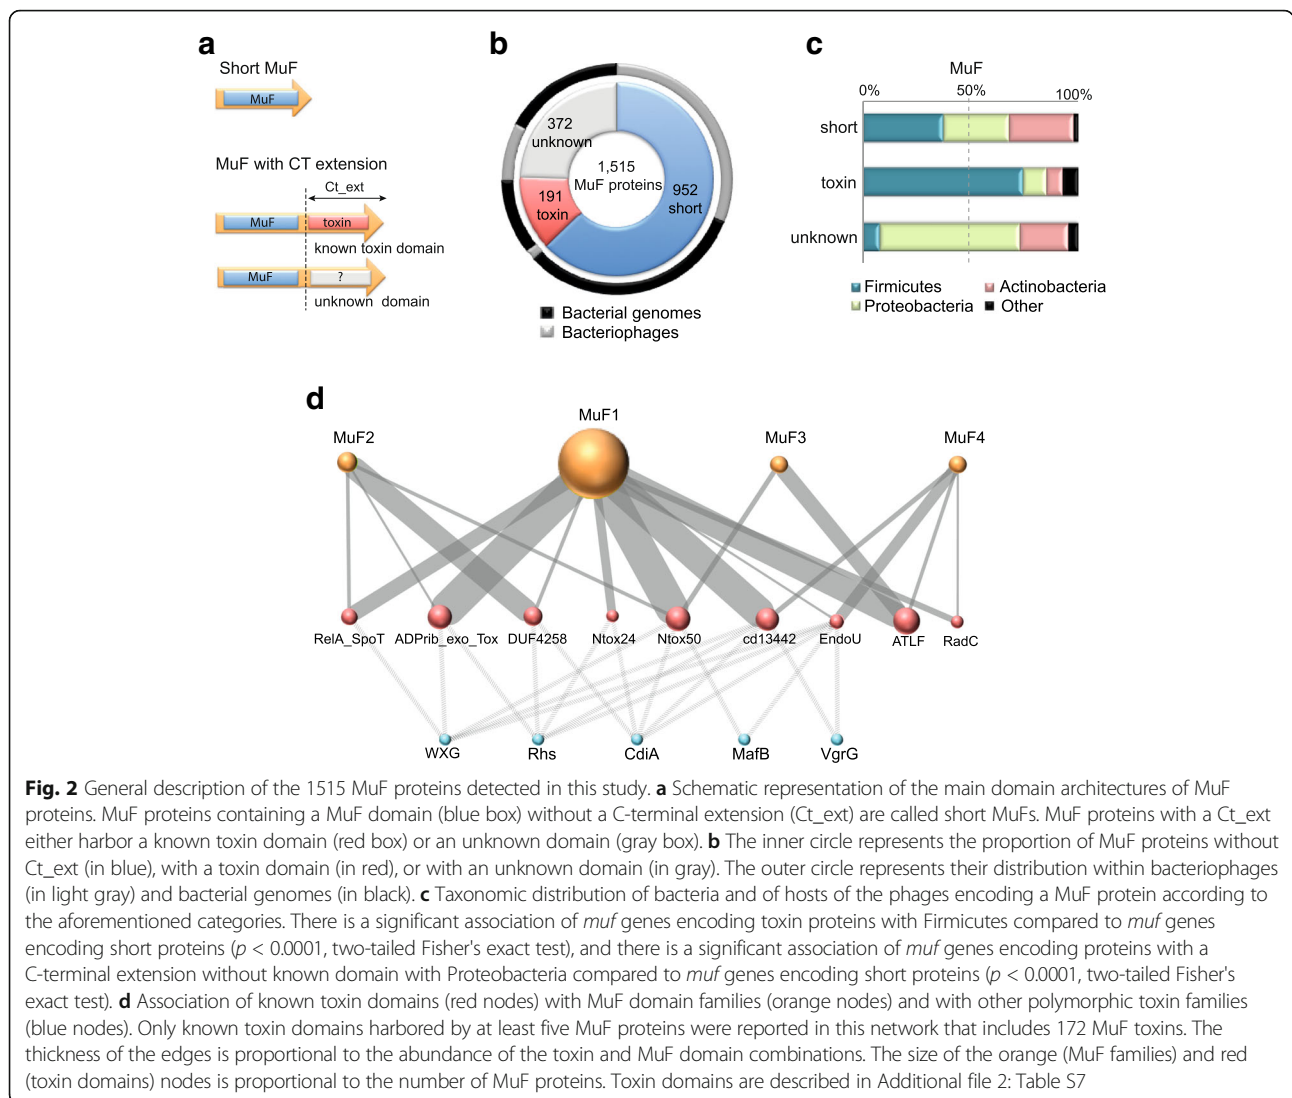 a
Short MuF
MuF
MuF with CT extension
Ct_ext
MuF
toxin
known toxin domain
MuF
?
unknown domain
b
372
unknown
1,515
MuF proteins
952
short
191
toxin
Bacterial genomes
Bacteriophages
c
MuF
0%
50%
100%
short
toxin
unknown
Firmicutes
Actinobacteria
Proteobacteria
Other
d
MuF1
MuF2
MuF3
MuF4
RelA_SpoT
ADPrib_exo_Tox
DUF4258
Ntox24
Ntox50
cd13442
EndoU
ATLF
RadC
WXG
Rhs
CdiA
MafB
VgrG
Fig. 2 General description of the 1515 MuF proteins detected in this study. a Schematic representation of the main domain architectures of MuF
proteins. MuF proteins containing a MuF domain (blue box) without a C-terminal extension (Ct_ext) are called short MuFs. MuF proteins with a Ct_ext
either harbor a known toxin domain (red box) or an unknown domain (gray box). b The inner circle represents the proportion of MuF proteins without
Ct_ext (in blue), with a toxin domain (in red), or with an unknown domain (in gray). The outer circle represents their distribution within bacteriophages
(in light gray) and bacterial genomes (in black). c Taxonomic distribution of bacteria and of hosts of the phages encoding a MuF protein according to
the aforementioned categories. There is a significant association of muf genes encoding toxin proteins with Firmicutes compared to muf genes
encoding short proteins (p < 0.0001, two-tailed Fisher's exact test), and there is a significant association of muf genes encoding proteins with a
C-terminal extension without known domain with Proteobacteria compared to muf genes encoding short proteins (p < 0.0001, two-tailed Fisher's
exact test). d Association of known toxin domains (red nodes) with MuF domain families (orange nodes) and with other polymorphic toxin families
(blue nodes). Only known toxin domains harbored by at least five MuF proteins were reported in this network that includes 172 MuF toxins. The
thickness of the edges is proportional to the abundance of the toxin and MuF domain combinations. The size of the orange (MuF families) and red
(toxin domains) nodes is proportional to the number of MuF proteins. Toxin domains are described in Additional file 2: Table S7